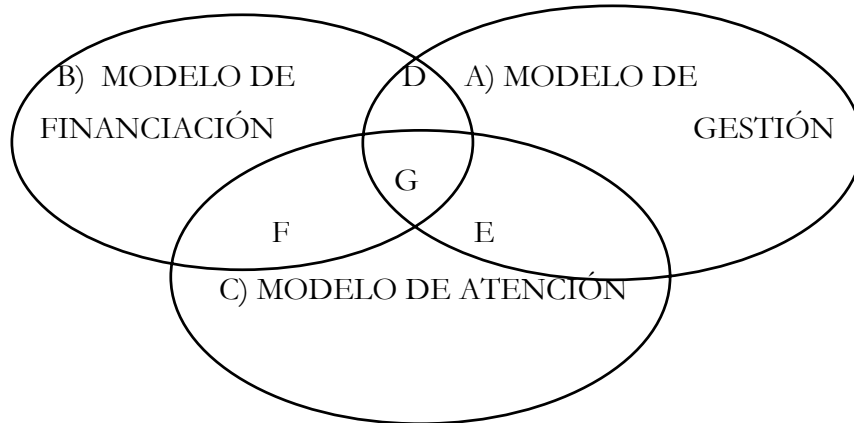 B) MODELO DE
FINANCIACIÓN
D
A) MODELO DE
GESTIÓN
G
F
E
C) MODELO DE ATENCIÓN